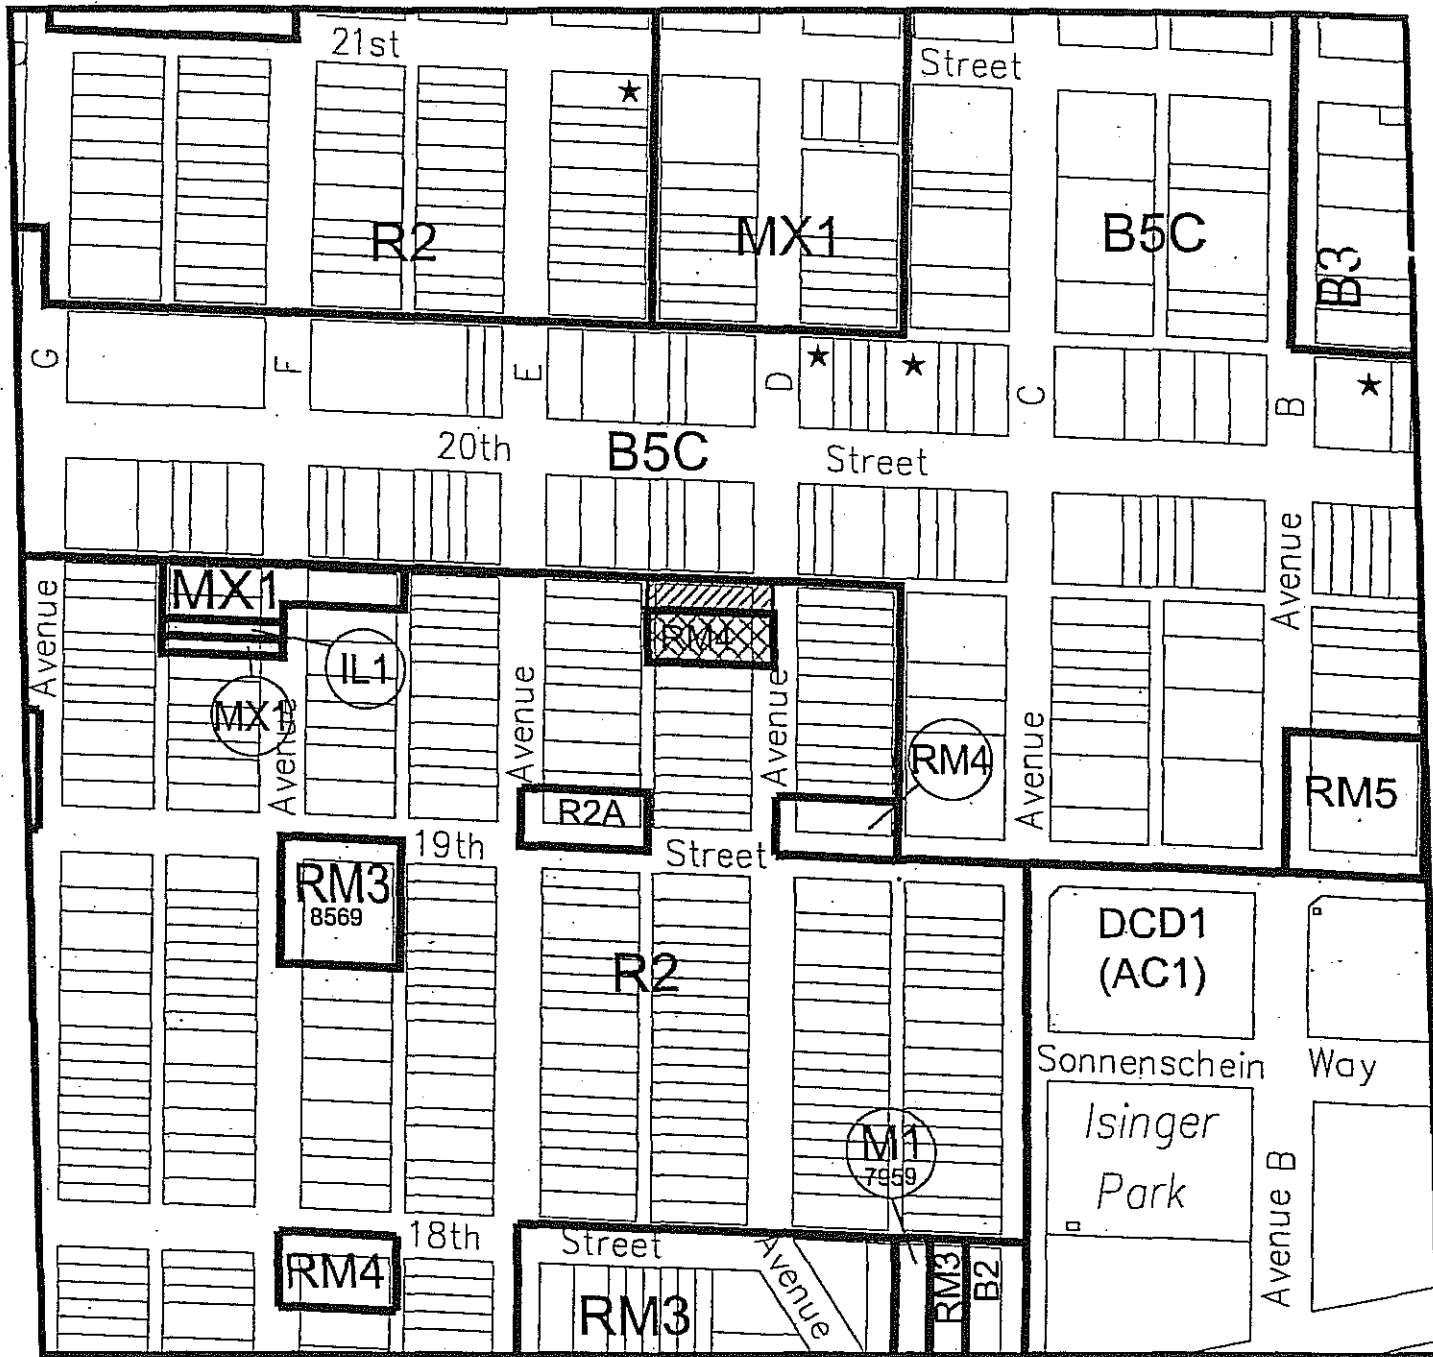 21st Street
R2
MX1
B5C
B3
G
F
E
D
C
B
20th Street
B5C
Avenue
MX1
IL1
MX1
Avenue
Avenue
RM4
Avenue
RM4
Avenue
Avenue
RM5
R2A
19th Street
RM3
8569
R2
DCD1
(AC1)
Sonnenschein Way
Isinger
Park
M1
7959
Avenue B
18th Street
Avenue
RM4
RM3
RM3
B2